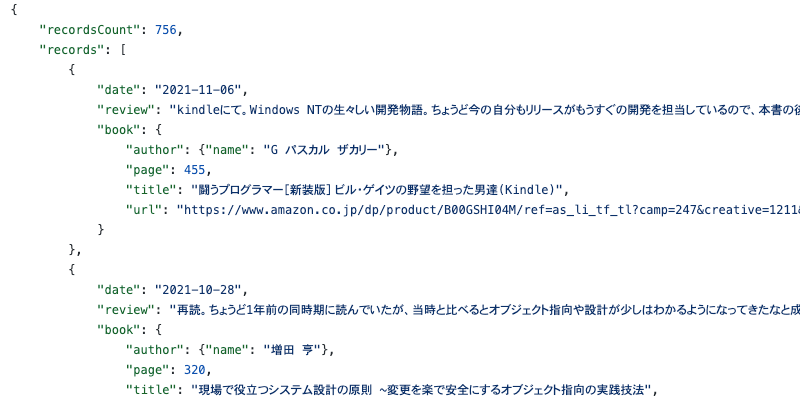 {
"recordsCount": 756,
"records": [
{
"date": "2021-11-06",
"review": "kindleにて。Windows NTの生々しい開発物語。ちょうど今の自分もリリースがもうすぐの開発を担当しているので、本書の後
"book": {
"author": {"name": "G パスカル ザカリー"},
"page": 455,
"title": "闘うプログラマー[新装版] ビル・ゲイツの野望を担った男達(Kindle)",
"url": "https://www.amazon.co.jp/dp/product/B00GSHI04M/ref=as_li_tf_tl?camp=247&creative=1211&
}
},
{
"date": "2021-10-28",
"review": "再読。ちょうど1年前の同時期に読んでいたが、当時と比べるとオブジェクト指向や設計が少しはわかるようになってきたなと成
"book": {
"author": {"name": "増田 亨"},
"page": 320,
"title": "現場で役立つシステム設計の原則 ~変更を楽で安全にするオブジェクト指向の実践技法",